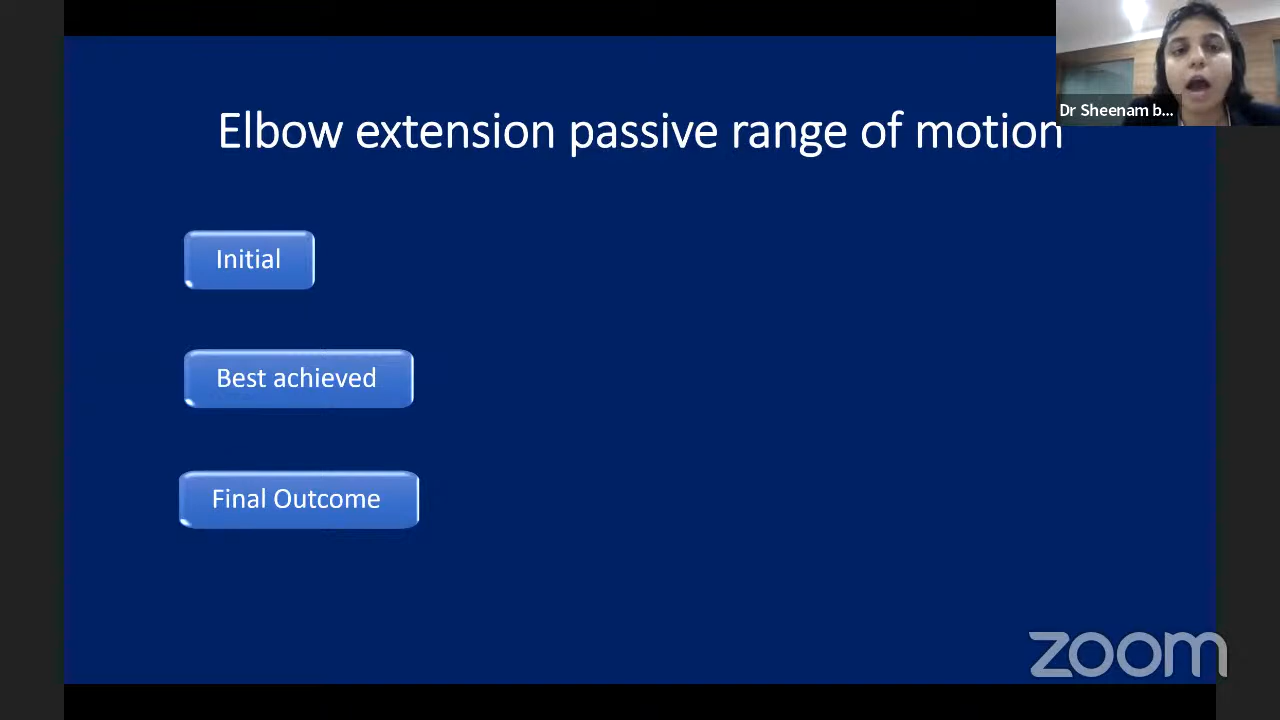 Elbow extension passive range of motion
Dr Sheenam b...
Initial
Best achieved
Final Outcome
zoom